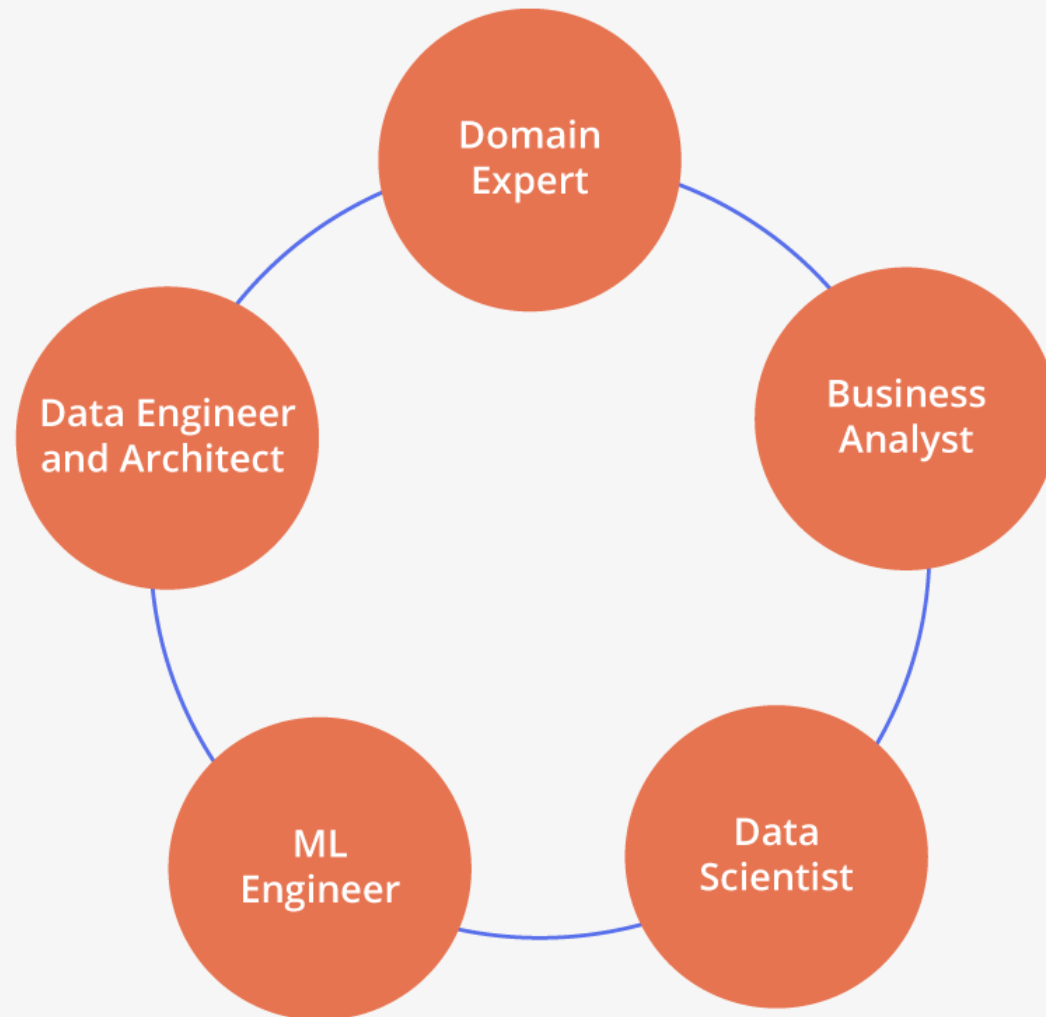 Domain
Expert
Business
Analyst
Data Scientist
ML
Engineer
Data Engineer
and Architect